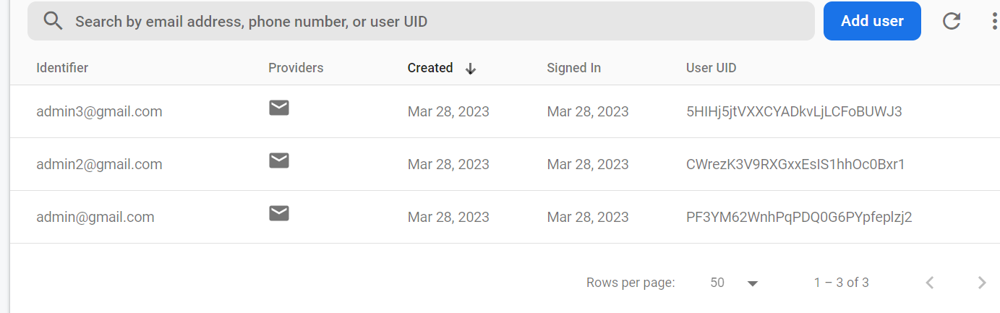 Search by email address, phone number, or user UID Add user
Identifier Providers Created Signed In User UID
admin3@gmail.com Mar 28, 2023 Mar 28, 2023 5HIHj5jtVXXCYADkvLjLCFoBUWJ3
admin2@gmail.com Mar 28, 2023 Mar 28, 2023 CWrezK3V9RXGxxEsIS1hhOc0Bxr1
admin@gmail.com Mar 28, 2023 Mar 28, 2023 PF3YM62WnhPqPDQ0G6PYpfeplzj2
Rows per page: 50 1 – 3 of 3